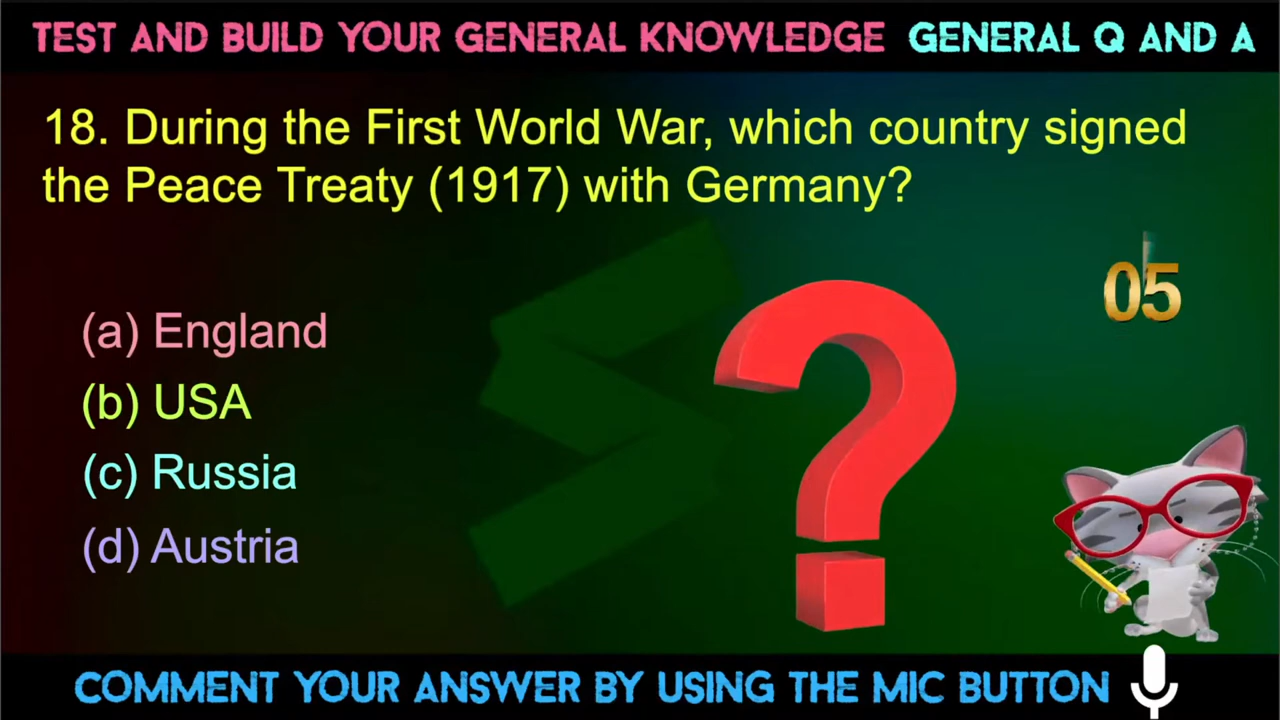 TEST AND BUILD YOUR GENERAL KNOWLEDGE GENERAL Q AND A
18. During the First World War, which country signed
the Peace Treaty (1917) with Germany?
05
(a) England
(b) USA
(c) Russia
(d) Austria
COMMENT YOUR ANSWER BY USING THE MIC BUTTON